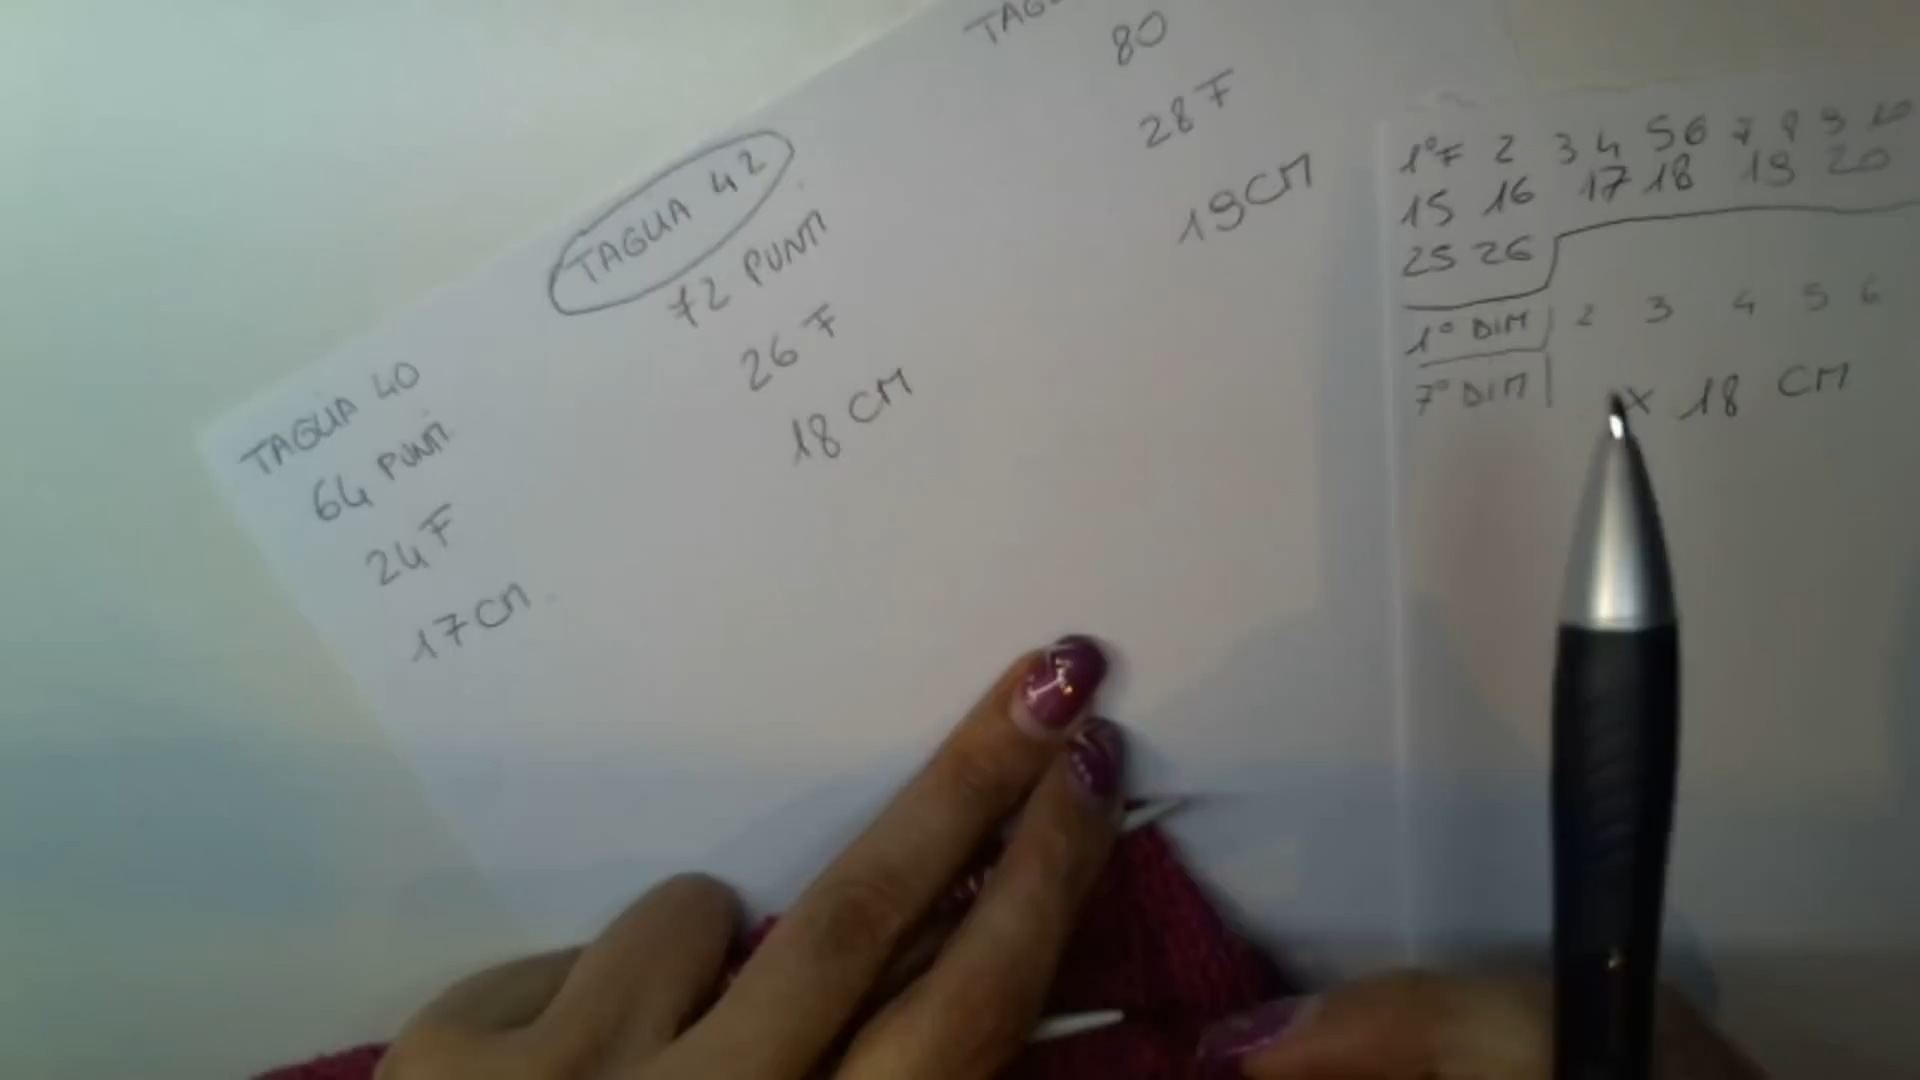 TAGLIA 40
64 PUNTI
24 F
17 CM
TAGLIA 42
72 PUNTI
26 F
18 CM
80
28 F
19 CM
1° F 2 3 4 5 6 7 8 9 10
15 16 17 18 19 20
25 26
1° DIM 2 3 4 5 6
7° DIM
X 18 CM